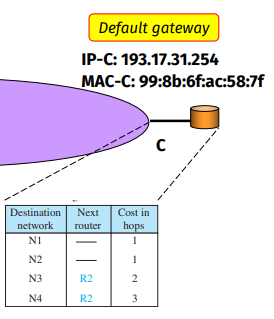 Default gateway
IP-C: 193.17.31.254
MAC-C: 99:8b:6f:ac:58:7f
C
Destination network Next router Cost in hops
N1 — 1
N2 — 1
N3 R2 2
N4 R2 3